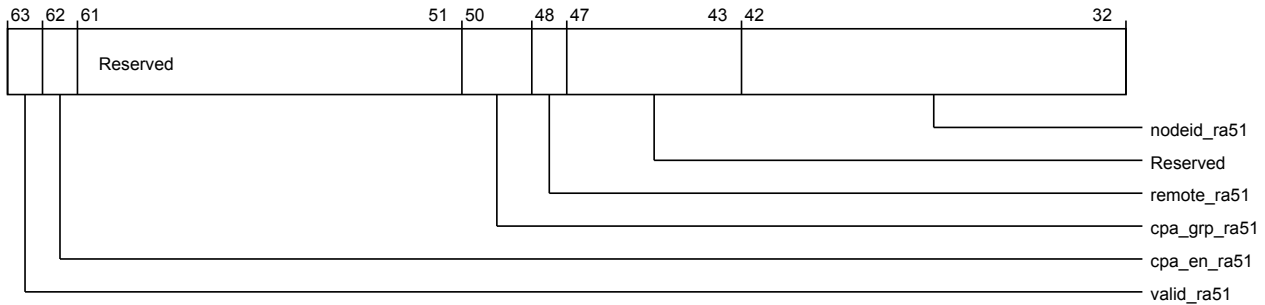 63 62 61 51 50 48 47 43 42 32
Reserved
nodeid_ra51
Reserved
remote_ra51
cpa_grp_ra51
cpa_en_ra51
valid_ra51